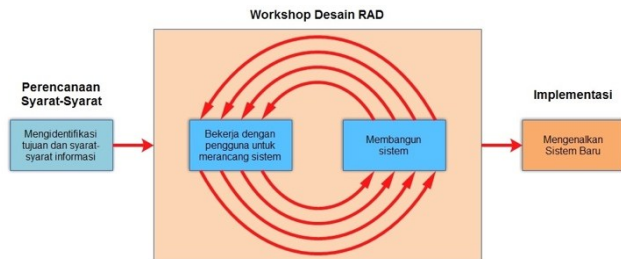 Workshop Desain RAD
Perencanaan
Syarat-Syarat
Mengidentifikasi
tujuan dan syarat-
syarat informasi
Bekerja dengan
pengguna untuk
merancang sistem
Membangun
sistem
Implementasi
Mengenalkan
Sistem Baru